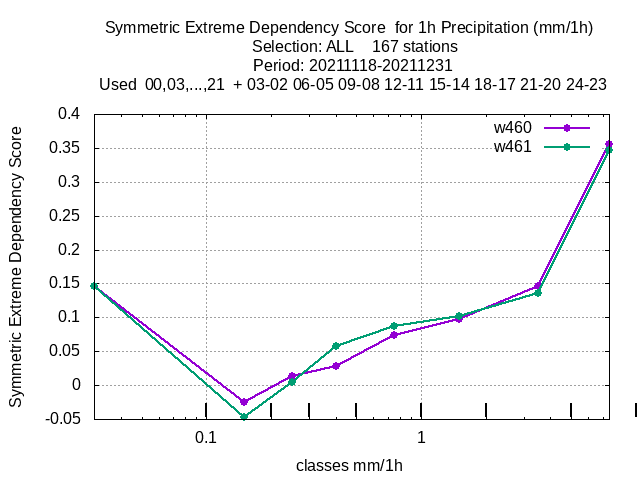 Symmetric Extreme Dependency Score  for 1h Precipitation (mm/1h)
Selection: ALL    167 stations
Period: 20211118-20211231
Used  00,03,...,21  + 03-02 06-05 09-08 12-11 15-14 18-17 21-20 24-23
Symmetric Extreme Dependency Score
0.4
0.35
0.3
0.25
0.2
0.15
0.1
0.05
0
-0.05
w460
w461
0.1
1
classes mm/1h